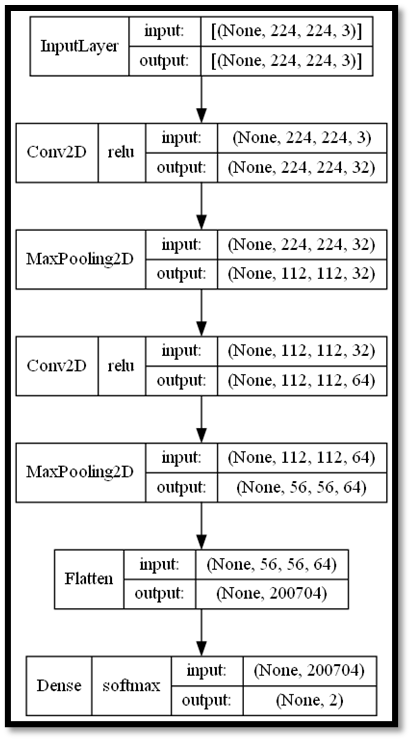 InputLayer input: [(None, 224, 224, 3)]
output: [(None, 224, 224, 3)]
Conv2D relu input: (None, 224, 224, 3)
output: (None, 224, 224, 32)
MaxPooling2D input: (None, 224, 224, 32)
output: (None, 112, 112, 32)
Conv2D relu input: (None, 112, 112, 32)
output: (None, 112, 112, 64)
MaxPooling2D input: (None, 112, 112, 64)
output: (None, 56, 56, 64)
Flatten input: (None, 56, 56, 64)
output: (None, 200704)
Dense softmax input: (None, 200704)
output: (None, 2)